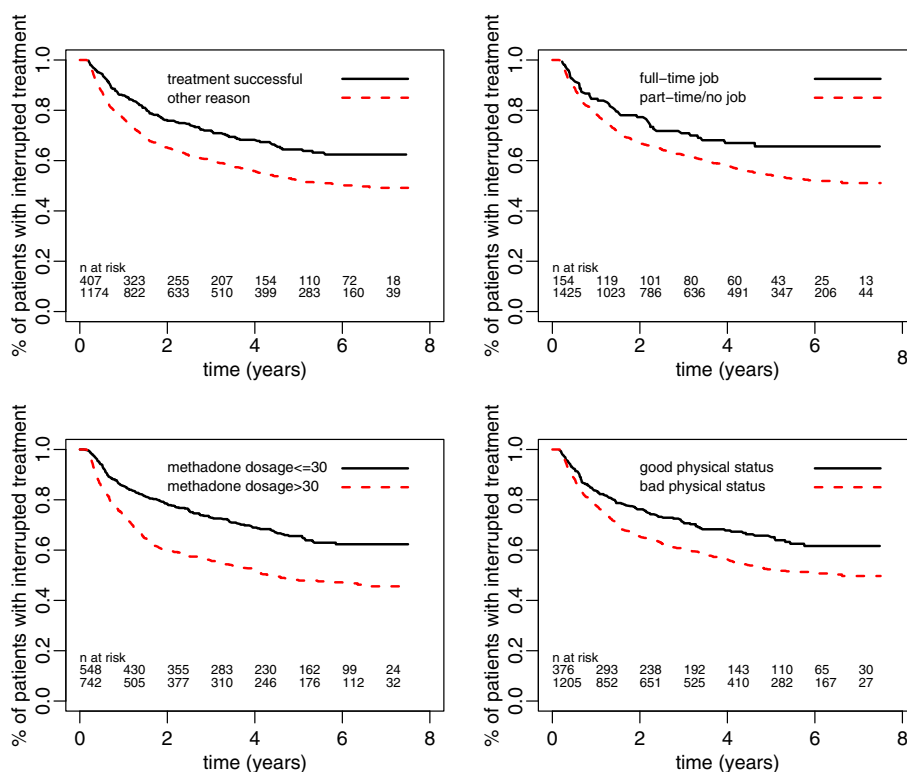 % of patients with interrupted treatment
1.
0.8
0.6
0.4
0.2
0.0
treatment successful
other reason
n at risk
407 323 255 207 154 110 72 18
1174 822 633 510 399 283 160 39
0 2 4 6 8
time (years)
% of patients with interrupted treatment
1.
0.8
0.6
0.4
0.2
0.0
full−time job
part−time/no job
n at risk
154 119 101 80 60 43 25 13
1425 1023 786 636 491 347 206 44
0 2 4 6 8
time (years)
% of patients with interrupted treatment
1.0
0.8
0.6
0.4
0.2
0.0
methadone dosage<=30
methadone dosage>30
n at risk
548 430 355 283 230 162 99 24
742 505 377 310 246 176 112 32
0 2 4 6 8
time (years)
% of patients with interrupted treatment
1.0
0.8
0.6
0.4
0.2
0.0
good physical status
bad physical status
n at risk
376 293 238 192 143 110 65 30
1205 852 651 525 410 282 167 27
0 2 4 6 8
time (years)